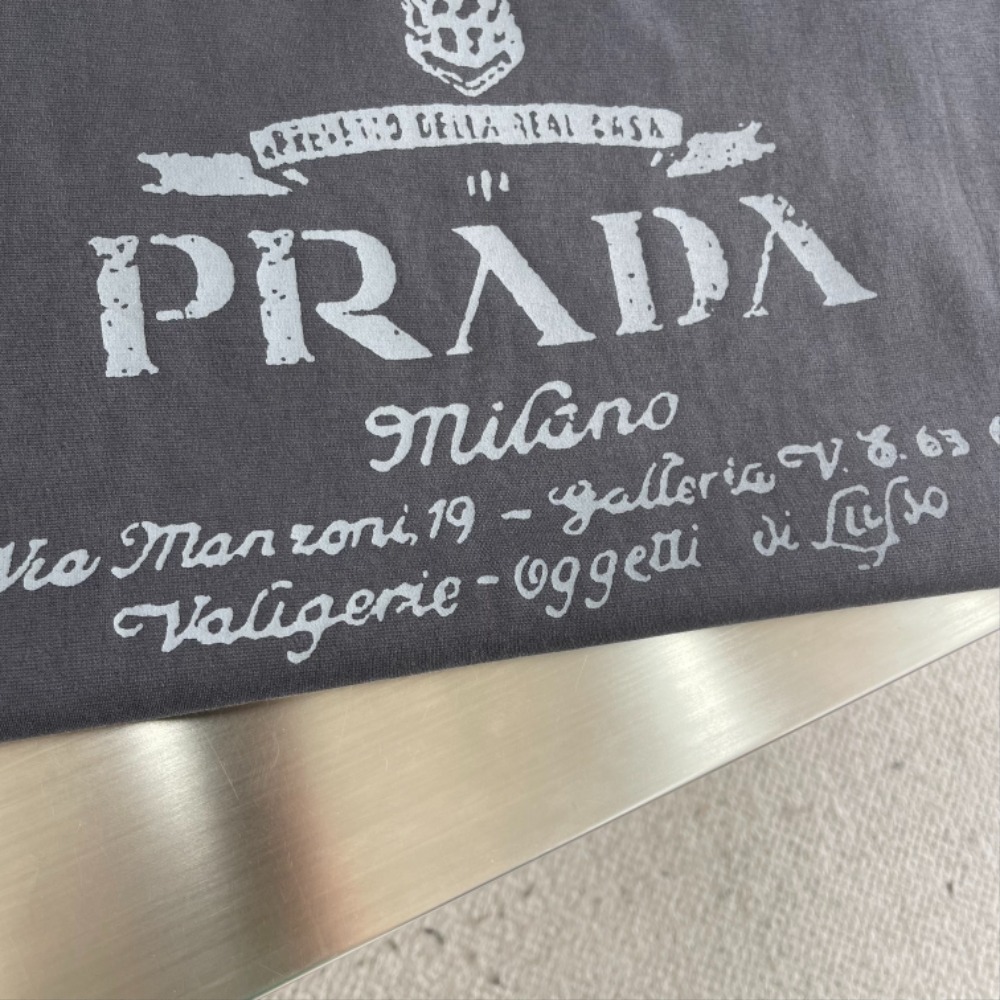 DELLA REAL CASA
PRADA
Milano
Via Manzoni, 19 - Galleria V. E. 63
Valigerie - Oggetti di Lusso